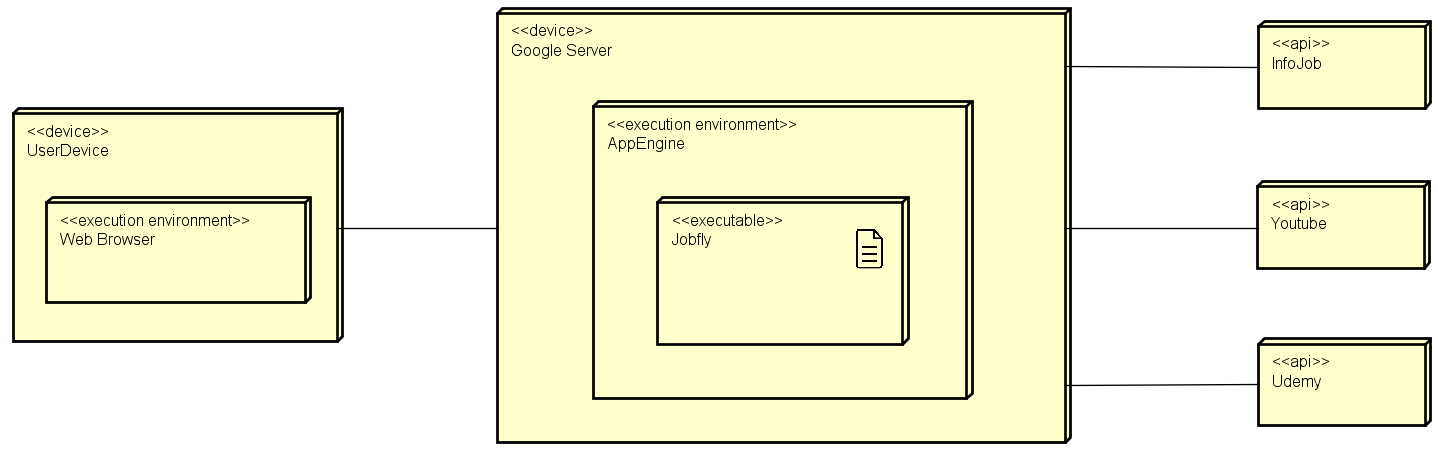 <<device>>
UserDevice
<<execution environment>>
Web Browser
<<device>>
Google Server
<<execution environment>>
AppEngine
<<executable>>
Jobfly
<<api>>
InfoJob
<<api>>
Youtube
<<api>>
Udemy